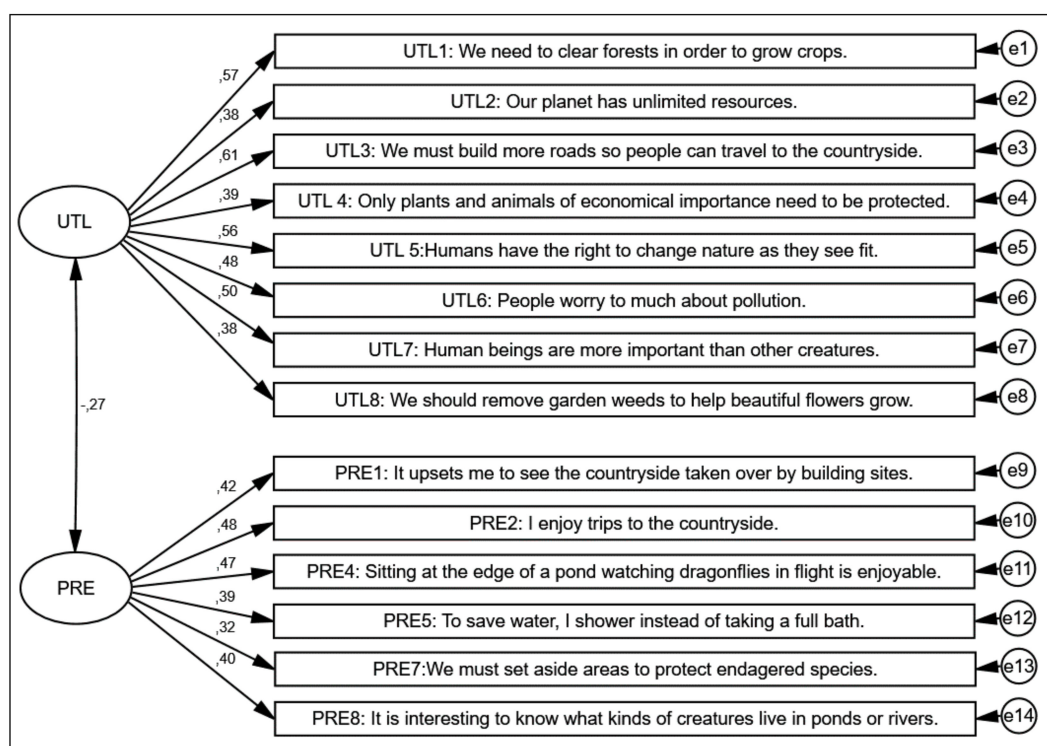 UTL1: We need to clear forests in order to grow crops.
e1
,57
UTL2: Our planet has unlimited resources.
e2
,38
UTL3: We must build more roads so people can travel to the countryside.
e3
,61
UTL 4: Only plants and animals of economical importance need to be protected.
e4
,39
UTL
UTL 5:Humans have the right to change nature as they see fit.
e5
,56
,48
UTL6: People worry to much about pollution.
e6
,50
UTL7: Human beings are more important than other creatures.
e7
,38
UTL8: We should remove garden weeds to help beautiful flowers grow.
e8
-,27
PRE1: It upsets me to see the countryside taken over by building sites.
e9
,42
PRE2: I enjoy trips to the countryside.
e10
,48
PRE4: Sitting at the edge of a pond watching dragonflies in flight is enjoyable.
e11
,47
PRE
,39
PRE5: To save water, I shower instead of taking a full bath.
e12
,32
PRE7:We must set aside areas to protect endagered species.
e13
,40
PRE8: It is interesting to know what kinds of creatures live in ponds or rivers.
e14